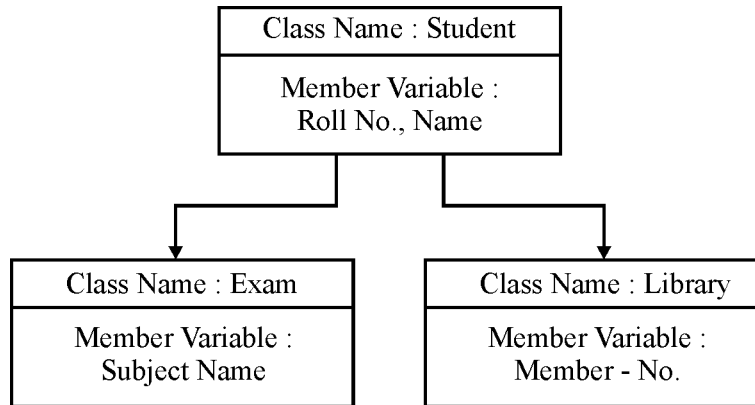 Class Name : Student
Member Variable :
Roll No., Name
Class Name : Exam
Member Variable :
Subject Name
Class Name : Library
Member Variable :
Member - No.